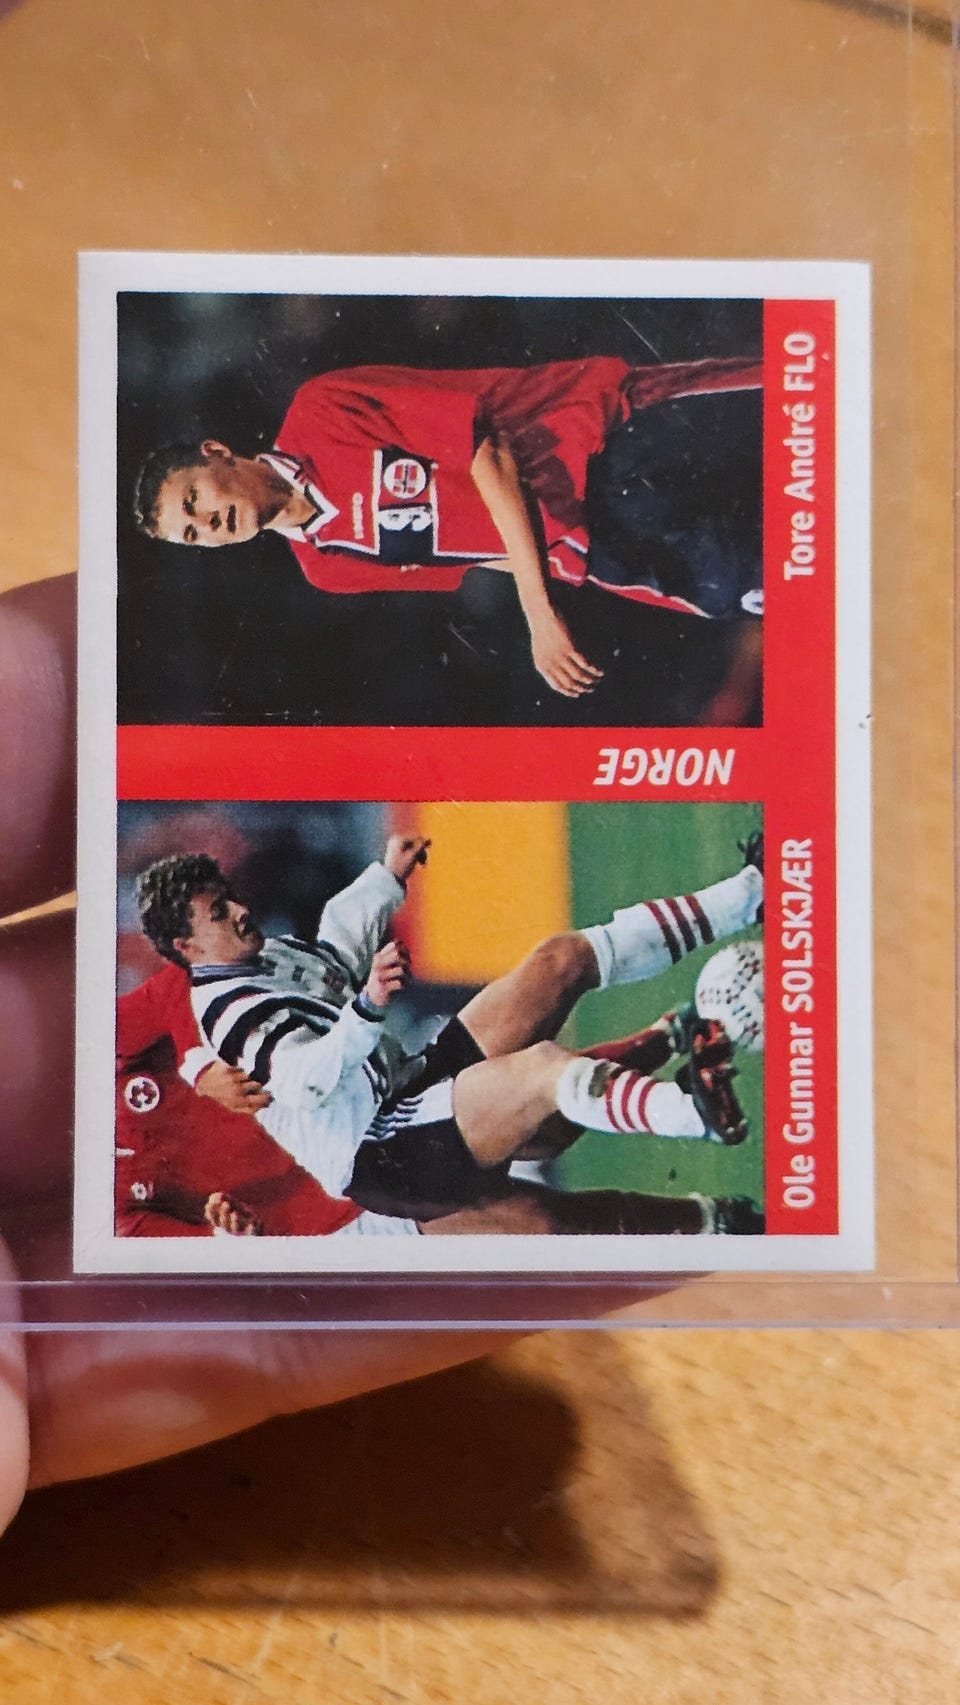 Ole Gunnar SOLSKJÆR
NORGE
Tore André FLO